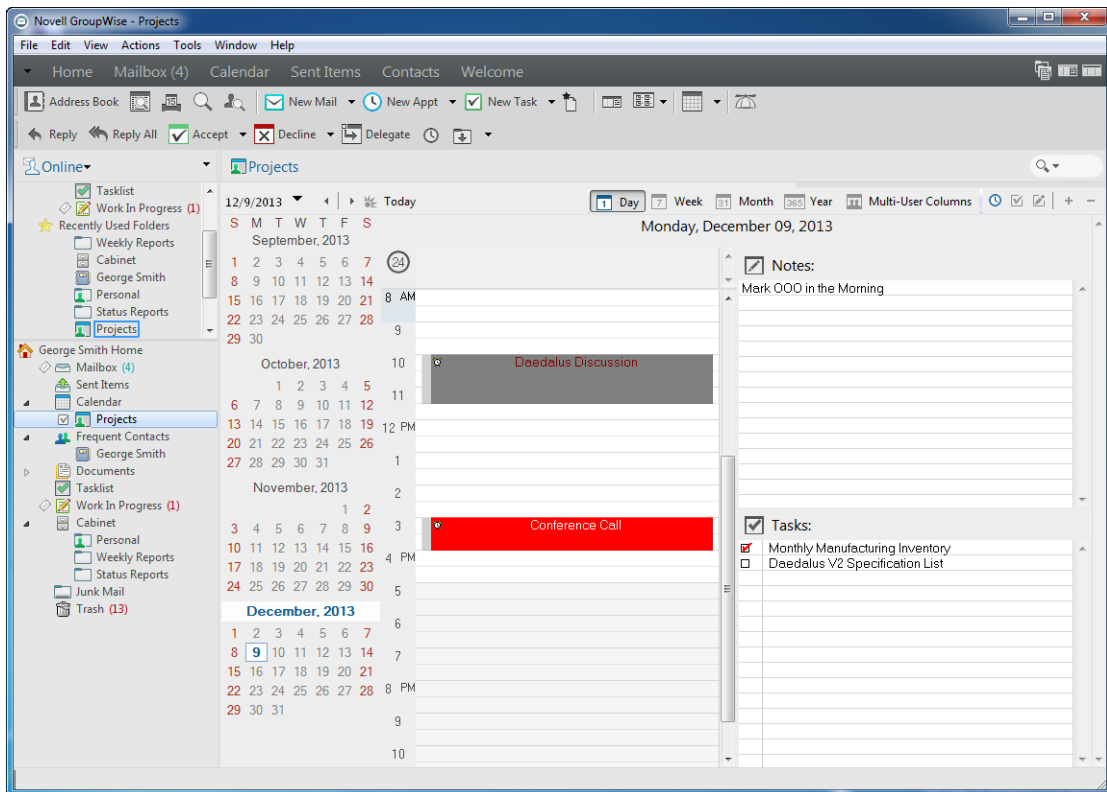 Novell GroupWise - Projects
File Edit View Actions Tools Window Help
Home Mailbox (4) Calendar Sent Items Contacts Welcome
Address Book 15 New Mail New Appt New Task
Reply Reply All Accept Decline Delegate
Online Projects
Tasklist
Work In Progress (1)
Recently Used Folders
Weekly Reports
Cabinet
George Smith
Personal
Status Reports
Projects
George Smith Home
Mailbox (4)
Sent Items
Calendar
Projects
Frequent Contacts
George Smith
Documents
Tasklist
Work In Progress (1)
Cabinet
Personal
Weekly Reports
Status Reports
Junk Mail
Trash (13)
12/9/2013 Today 1 Day 7 Week 31 Month 365 Year 11 Multi-User Columns + -
Monday, December 09, 2013
S M T W T F S
September, 2013
1 2 3 4 5 6 7
8 9 10 11 12 13 14
15 16 17 18 19 20 21
22 23 24 25 26 27 28
29 30
October, 2013
1 2 3 4 5
6 7 8 9 10 11 12
13 14 15 16 17 18 19
20 21 22 23 24 25 26
27 28 29 30 31
November, 2013
1 2
3 4 5 6 7 8 9
10 11 12 13 14 15 16
17 18 19 20 21 22 23
24 25 26 27 28 29 30
December, 2013
1 2 3 4 5 6 7
8 9 10 11 12 13 14
15 16 17 18 19 20 21
22 23 24 25 26 27 28
29 30 31
24
8 AM
9
10 Daedalus Discussion
11
12 PM
1
2
3 Conference Call
4 PM
5
6
7
8 PM
9
10
Notes:
Mark OOO in the Morning
Tasks:
Monthly Manufacturing Inventory
Daedalus V2 Specification List